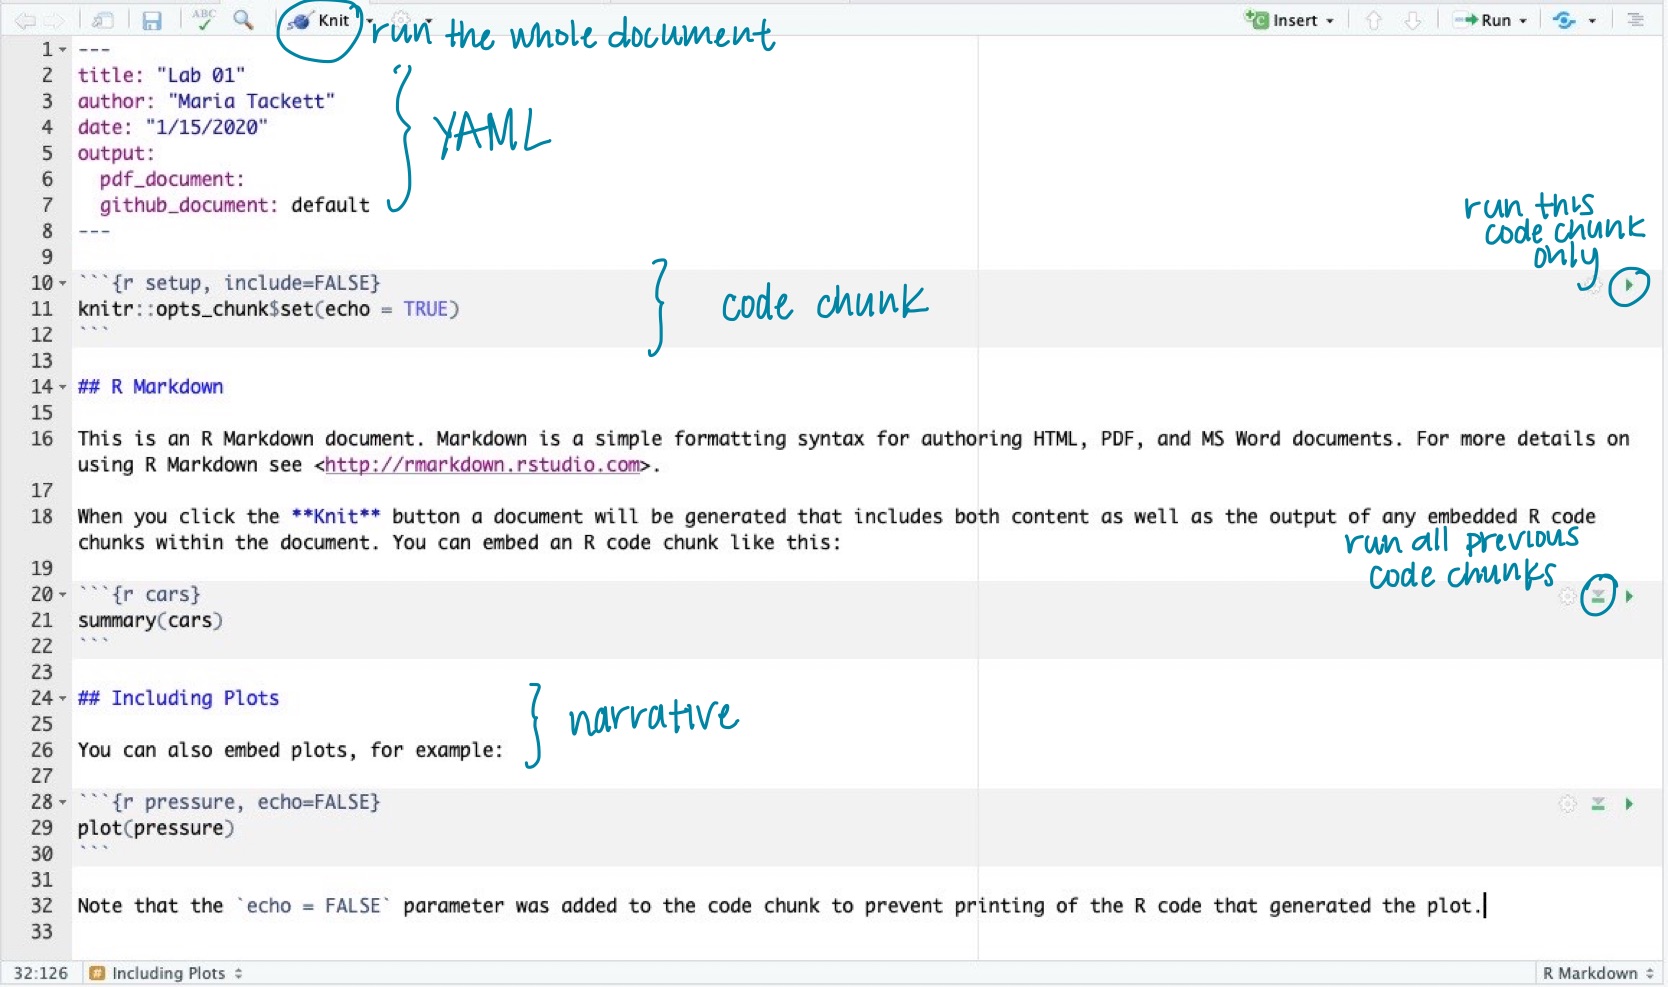 ABC Knit Insert Run
run the whole document
1 ---
2 title: "Lab 01"
3 author: "Maria Tackett"
4 date: "1/15/2020"
5 output:
6   pdf_document:
7   github_document: default
8 ---
YAML
9
run this
code chunk
only
10 ```{r setup, include=FALSE}
11 knitr::opts_chunk$set(echo = TRUE)
12 ```
code chunk
13
14 ## R Markdown
15
16 This is an R Markdown document. Markdown is a simple formatting syntax for authoring HTML, PDF, and MS Word documents. For more details on
using R Markdown see <http://rmarkdown.rstudio.com>.
17
18 When you click the **Knit** button a document will be generated that includes both content as well as the output of any embedded R code
chunks within the document. You can embed an R code chunk like this:
run all previous
code chunks
19
20 ```{r cars}
21 summary(cars)
22 ```
23
24 ## Including Plots
25
26 You can also embed plots, for example:
narrative
27
28 ```{r pressure, echo=FALSE}
29 plot(pressure)
30 ```
31
32 Note that the `echo = FALSE` parameter was added to the code chunk to prevent printing of the R code that generated the plot.
33
32:126 # Including Plots R Markdown